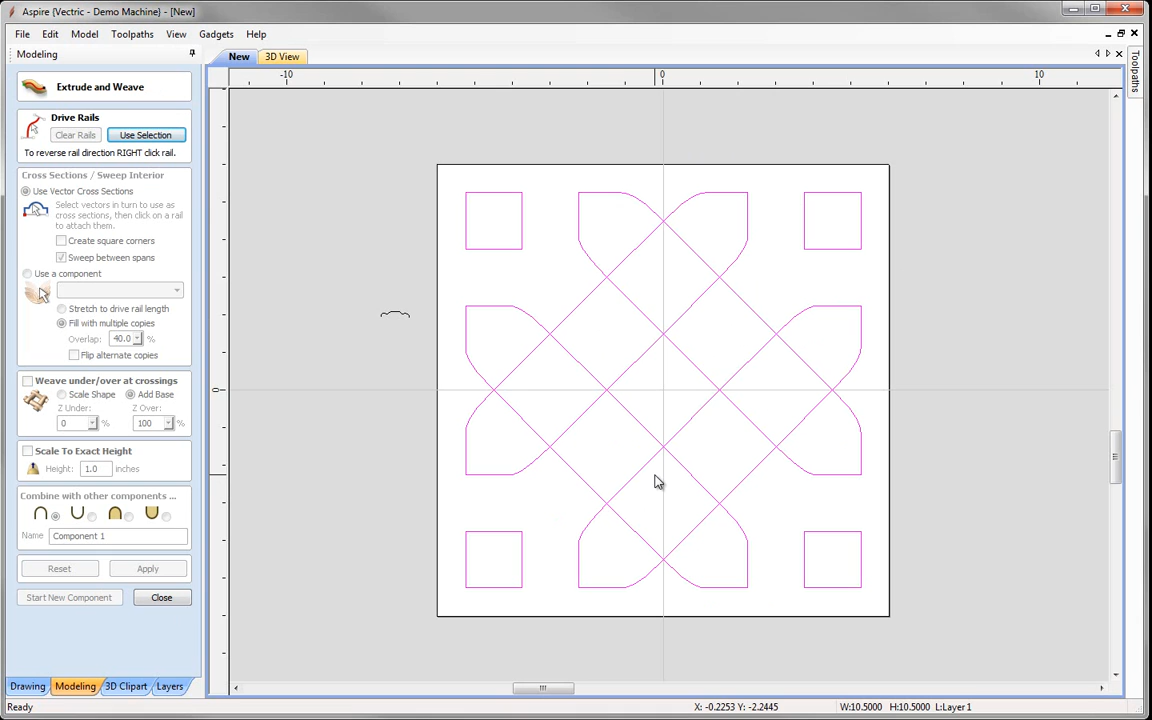 Aspire {Vectric - Demo Machine} - [New]
File Edit Model Toolpaths View Gadgets Help
Modeling
New 3D View
-10 0 10
Toolpaths
Extrude and Weave
Drive Rails
Clear Rails Use Selection
To reverse rail direction RIGHT click rail.
Cross Sections / Sweep Interior
Use Vector Cross Sections
Select vectors in turn to use as
cross sections, then click on a rail
to attach them.
Create square corners
Sweep between spans
Use a component
Stretch to drive rail length
Fill with multiple copies
Overlap: 40.0 %
Flip alternate copies
Weave under/over at crossings
Scale Shape Add Base
Z Under: Z Over:
0 % 100 %
0
Scale To Exact Height
Height: 1.0 inches
Combine with other components ...
Name Component 1
Reset Apply
Start New Component Close
Drawing Modeling 3D Clipart Layers
Ready X: -0.2253 Y: -2.2445 W:10.5000 H:10.5000 L:Layer 1